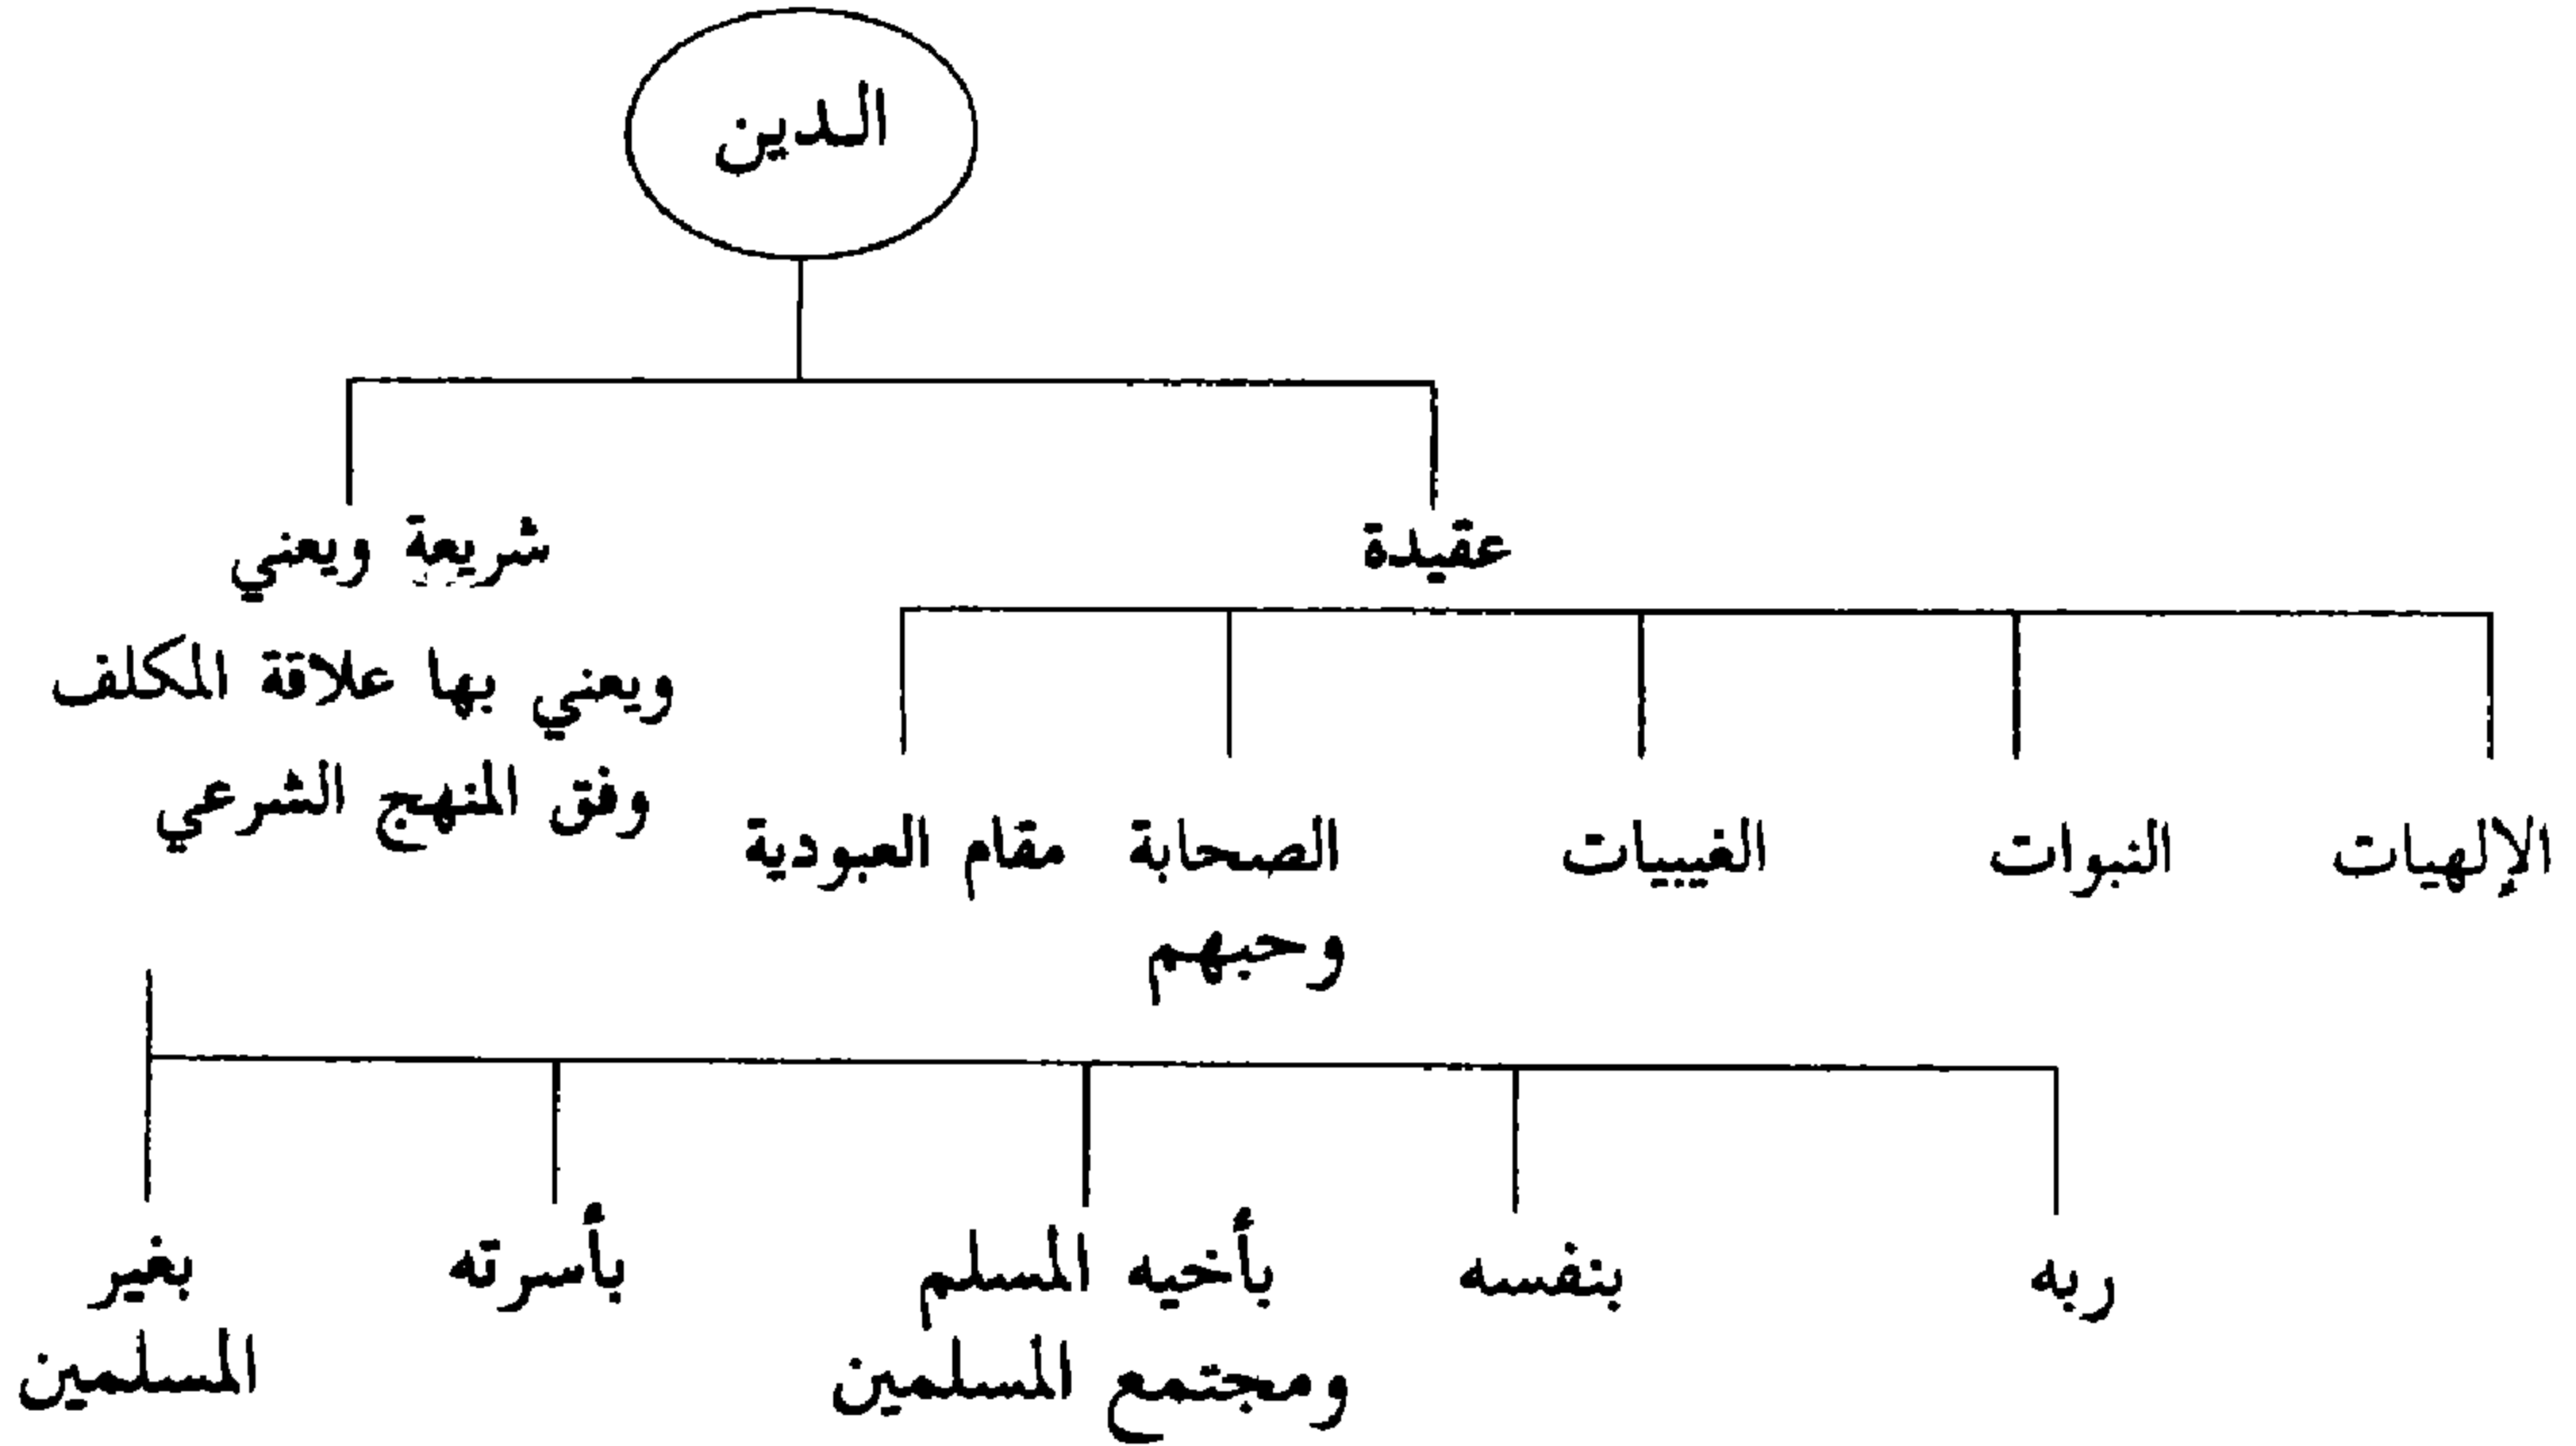 الدين
عقيدة
شريعة ويعني
ويعني بها علاقة المكلف
وفق المنهج الشرعي
الإلهيات
النبوات
الغيبيات
الصحابة
وحبهم
مقام العبودية
ربه
بنفسه
بأخيه المسلم
ومجتمع المسلمين
بأسرته
بغير
المسلمين